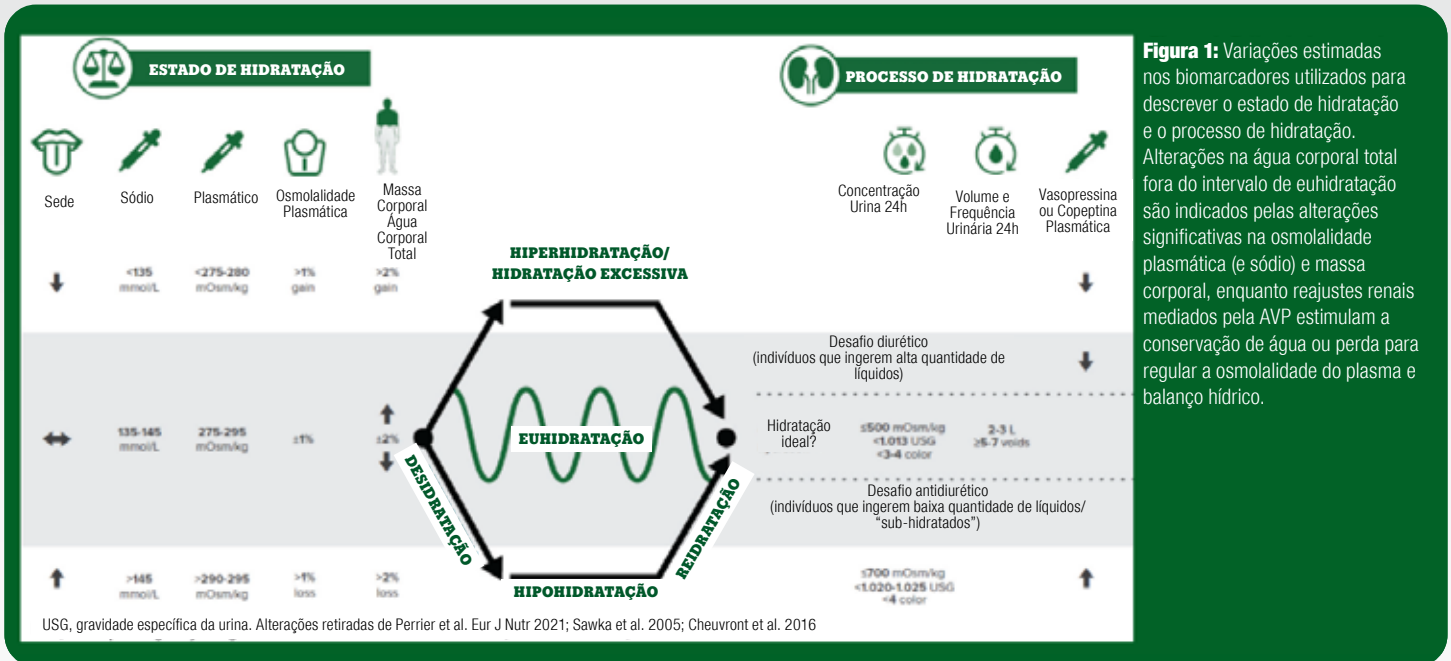 ESTADO DE HIDRATAÇÃO
Sede
Sódio
Plasmático
Osmolalidade
Plasmática
Massa
Corporal
Água
Corporal
Total
<135
mmol/L
<275-280
mOsm/kg
>1%
gain
>2%
gain
135-145
mmol/L
275-295
mOsm/kg
±1%
±2%
>145
mmol/L
>290-295
mOsm/kg
>1%
loss
>2%
loss
HIPERHIDRATAÇÃO/
HIDRATAÇÃO EXCESSIVA
EUHIDRATAÇÃO
DESIDRATAÇÃO
REIDRATAÇÃO
HIPOHIDRATAÇÃO
PROCESSO DE HIDRATAÇÃO
Concentração
Urina 24h
Volume e
Frequência
Urinária 24h
Vasopressina
ou Copeptina
Plasmática
Desafio diurético
(indivíduos que ingerem alta quantidade de
líquidos)
Hidratação
ideal?
≤500 mOsm/kg
<1.013 USG
<3-4 color
2-3 L
≥5-7 voids
Desafio antidiurético
(indivíduos que ingerem baixa quantidade de líquidos/
“sub-hidratados”)
≤700 mOsm/kg
<1.020-1.025 USG
<4 color
USG, gravidade específica da urina. Alterações retiradas de Perrier et al. Eur J Nutr 2021; Sawka et al. 2005; Cheuvront et al. 2016
Figura 1: Variações estimadas
nos biomarcadores utilizados para
descrever o estado de hidratação
e o processo de hidratação.
Alterações na água corporal total
fora do intervalo de euhidratação
são indicados pelas alterações
significativas na osmolalidade
plasmática (e sódio) e massa
corporal, enquanto reajustes renais
mediados pela AVP estimulam a
conservação de água ou perda para
regular a osmolalidade do plasma e
balanço hídrico.